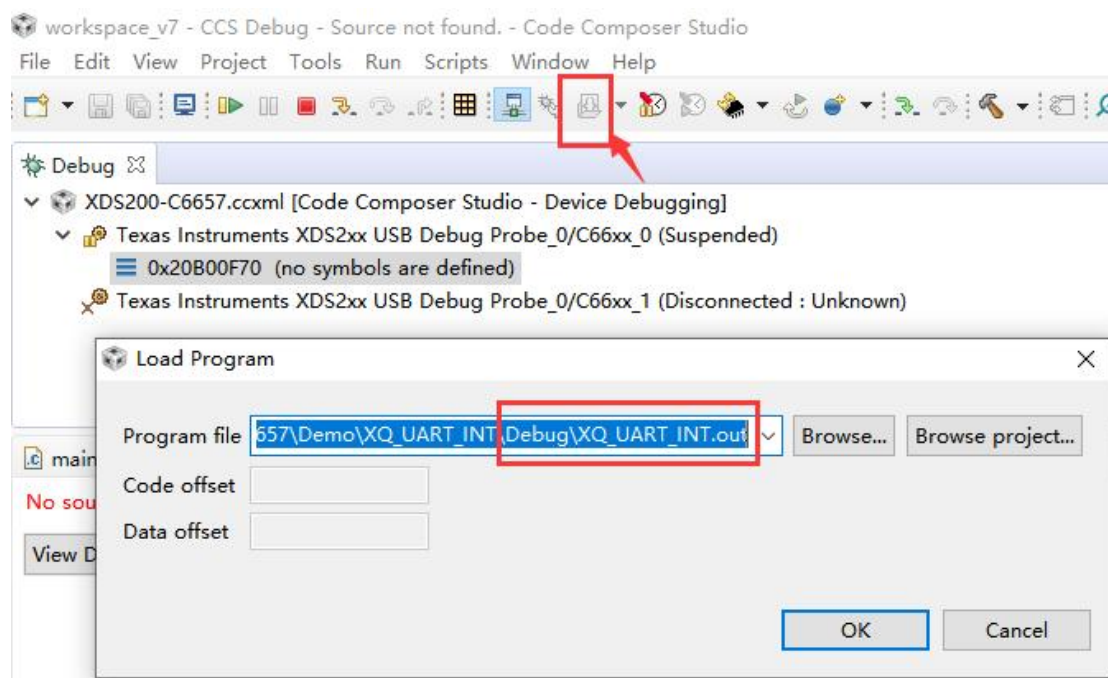 workspace_v7 - CCS Debug - Source not found. - Code Composer Studio
File Edit View Project Tools Run Scripts Window Help
Debug
XDS200-C6657.ccxml [Code Composer Studio - Device Debugging]
Texas Instruments XDS2xx USB Debug Probe_0/C66xx_0 (Suspended)
0x20B00F70 (no symbols are defined)
Texas Instruments XDS2xx USB Debug Probe_0/C66xx_1 (Disconnected : Unknown)
Load Program
Program file 657\Demo\XQ_UART_INT\Debug\XQ_UART_INT.out Browse... Browse project...
main
Code offset
No sou
Data offset
View D
OK Cancel